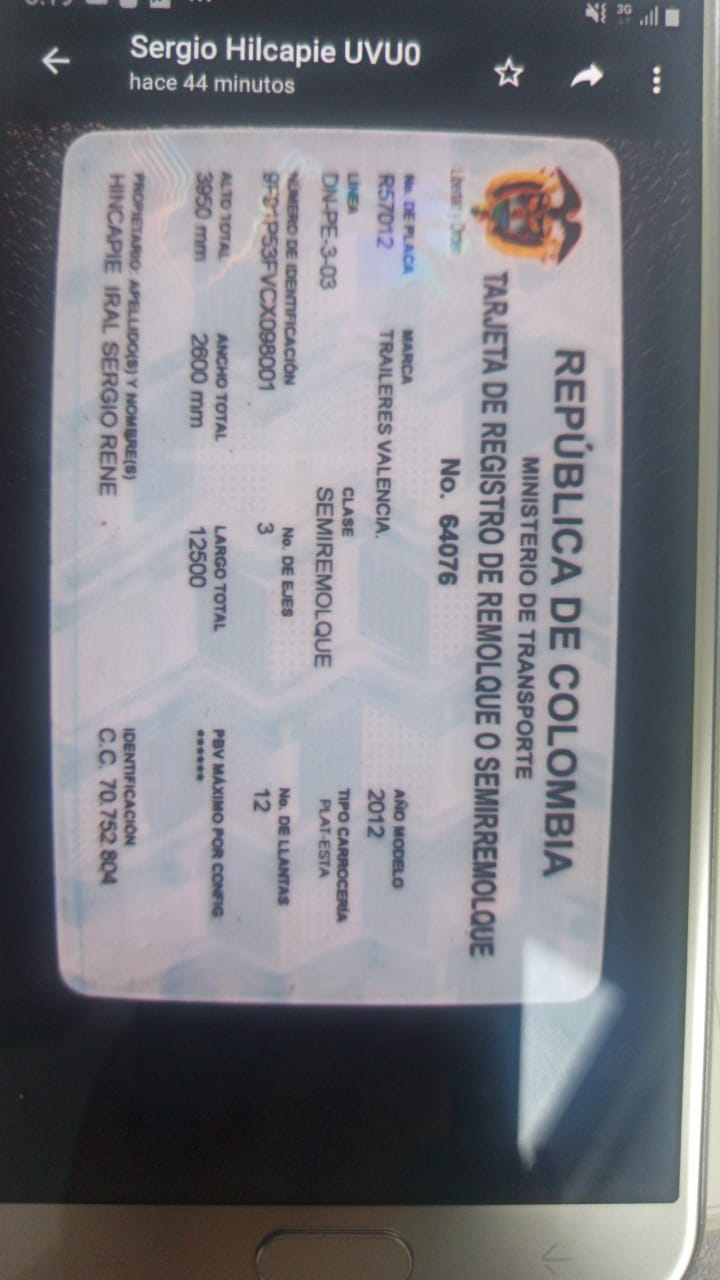 Sergio Hilcapie UVU0
hace 44 minutos
3G
REPÚBLICA DE COLOMBIA
MINISTERIO DE TRANSPORTE
TARJETA DE REGISTRO DE REMOLQUE O SEMIRREMOLQUE
Libertad y Orden
No. 64076
No. DE PLACA MARCA AÑO MODELO
R57012 TRAILERES VALENCIA. 2012
LÍNEA CLASE TIPO CARROCERÍA
DN-PE-3-03 SEMIREMOLQUE PLAT-ESTA
NÚMERO DE IDENTIFICACIÓN No. DE EJES No. DE LLANTAS
3 12
ALTO TOTAL ANCHO TOTAL LARGO TOTAL PBV MÁXIMO POR CONFIG
3950 mm 2600 mm 12500 ******
PROPIETARIO: APELLIDO(S) Y NOMBRE(S) IDENTIFICACIÓN
HINCAPIE IRAL SERGIO RENE C.C. 70.752.804